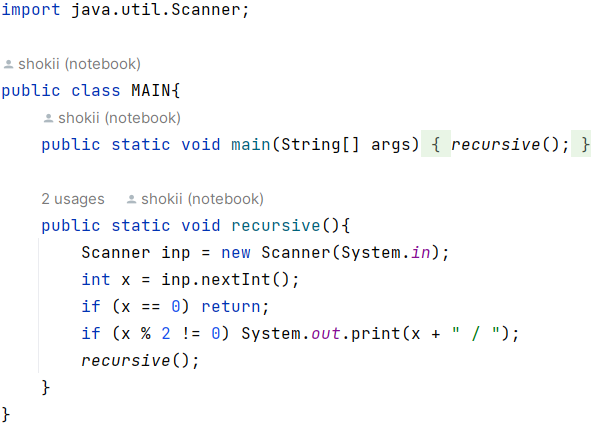 import java.util.Scanner;
shokii (notebook)
public class MAIN{
shokii (notebook)
public static void main(String[] args) { recursive(); }
2 usages shokii (notebook)
public static void recursive(){
Scanner inp = new Scanner(System.in);
int x = inp.nextInt();
if (x == 0) return;
if (x % 2 != 0) System.out.print(x + " / ");
recursive();
}
}